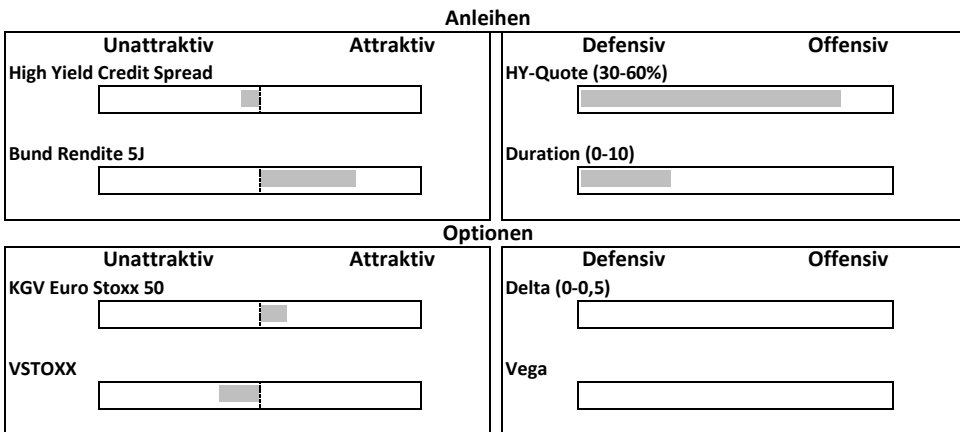 Anleihen
Unattraktiv Attraktiv Defensiv Offensiv
High Yield Credit Spread HY-Quote (30-60%)
Bund Rendite 5J Duration (0-10)
Optionen
Unattraktiv Attraktiv Defensiv Offensiv
KGV Euro Stoxx 50 Delta (0-0,5)
VSTOXX Vega